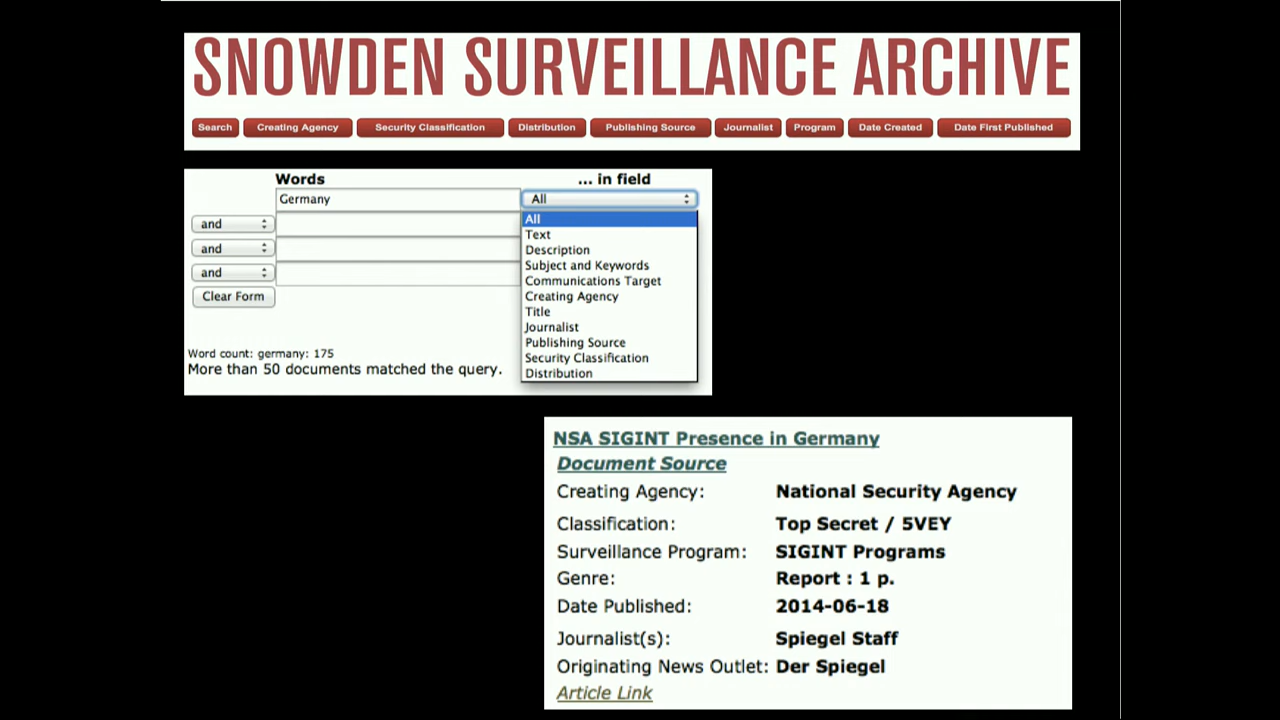 SNOWDEN SURVEILLANCE ARCHIVE
Search Creating Agency Security Classification Distribution Publishing Source Journalist Program Date Created Date First Published
Words ... in field
Germany All
and
and
and
Clear Form
All
Text
Description
Subject and Keywords
Communications Target
Creating Agency
Title
Journalist
Publishing Source
Security Classification
Distribution
Word count: germany: 175
More than 50 documents matched the query.
NSA SIGINT Presence in Germany
Document Source
Creating Agency: National Security Agency
Classification: Top Secret / 5VEY
Surveillance Program: SIGINT Programs
Genre: Report : 1 p.
Date Published: 2014-06-18
Journalist(s): Spiegel Staff
Originating News Outlet: Der Spiegel
Article Link